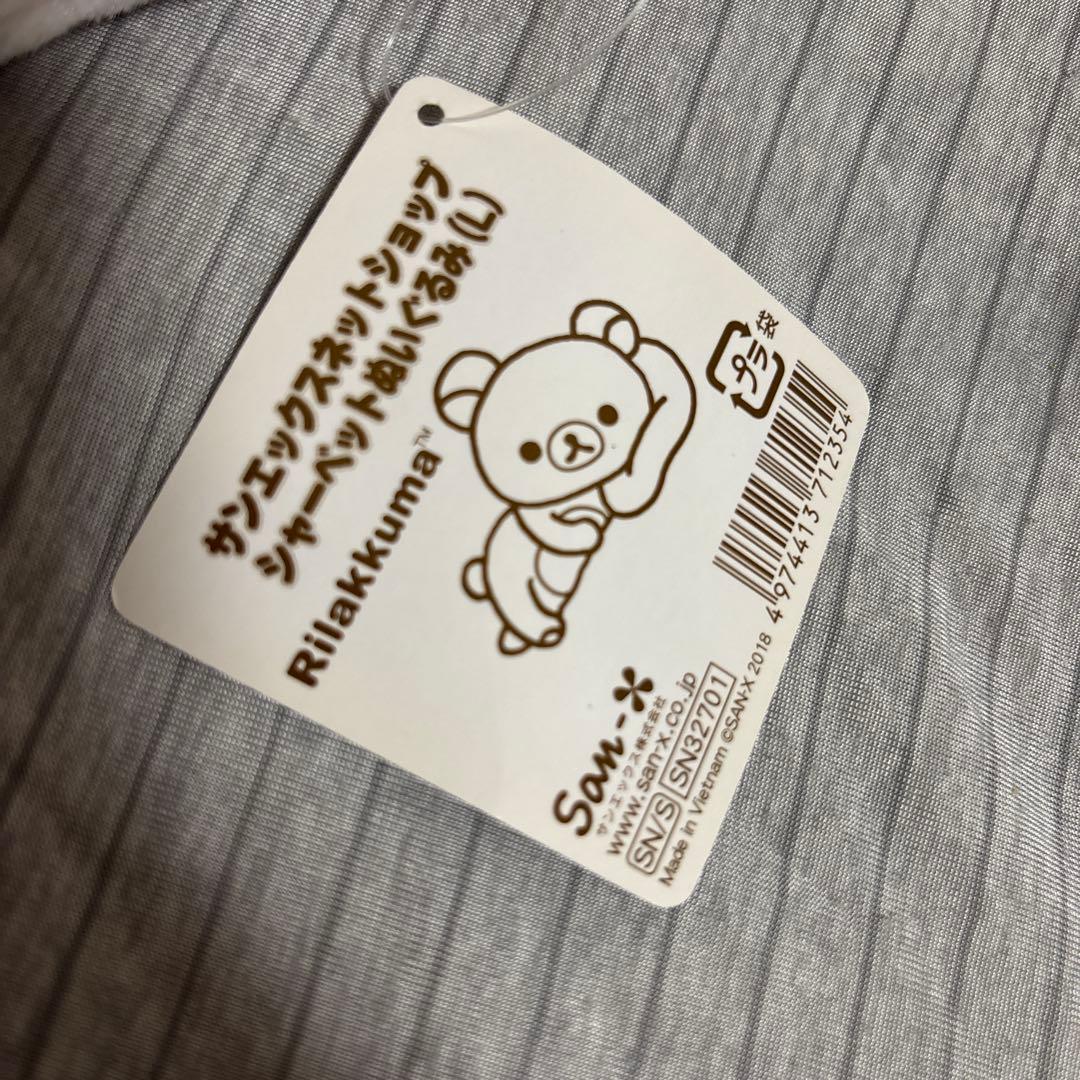 サンエックスネットショップ
シャーベットぬいぐるみ(L)
Rilakkuma™
プラ
袋
4 974413 712354
San-X
サンエックス株式会社
www.san-x.co.jp
SN/S SN32701
Made in Vietnam ©SAN-X 2018